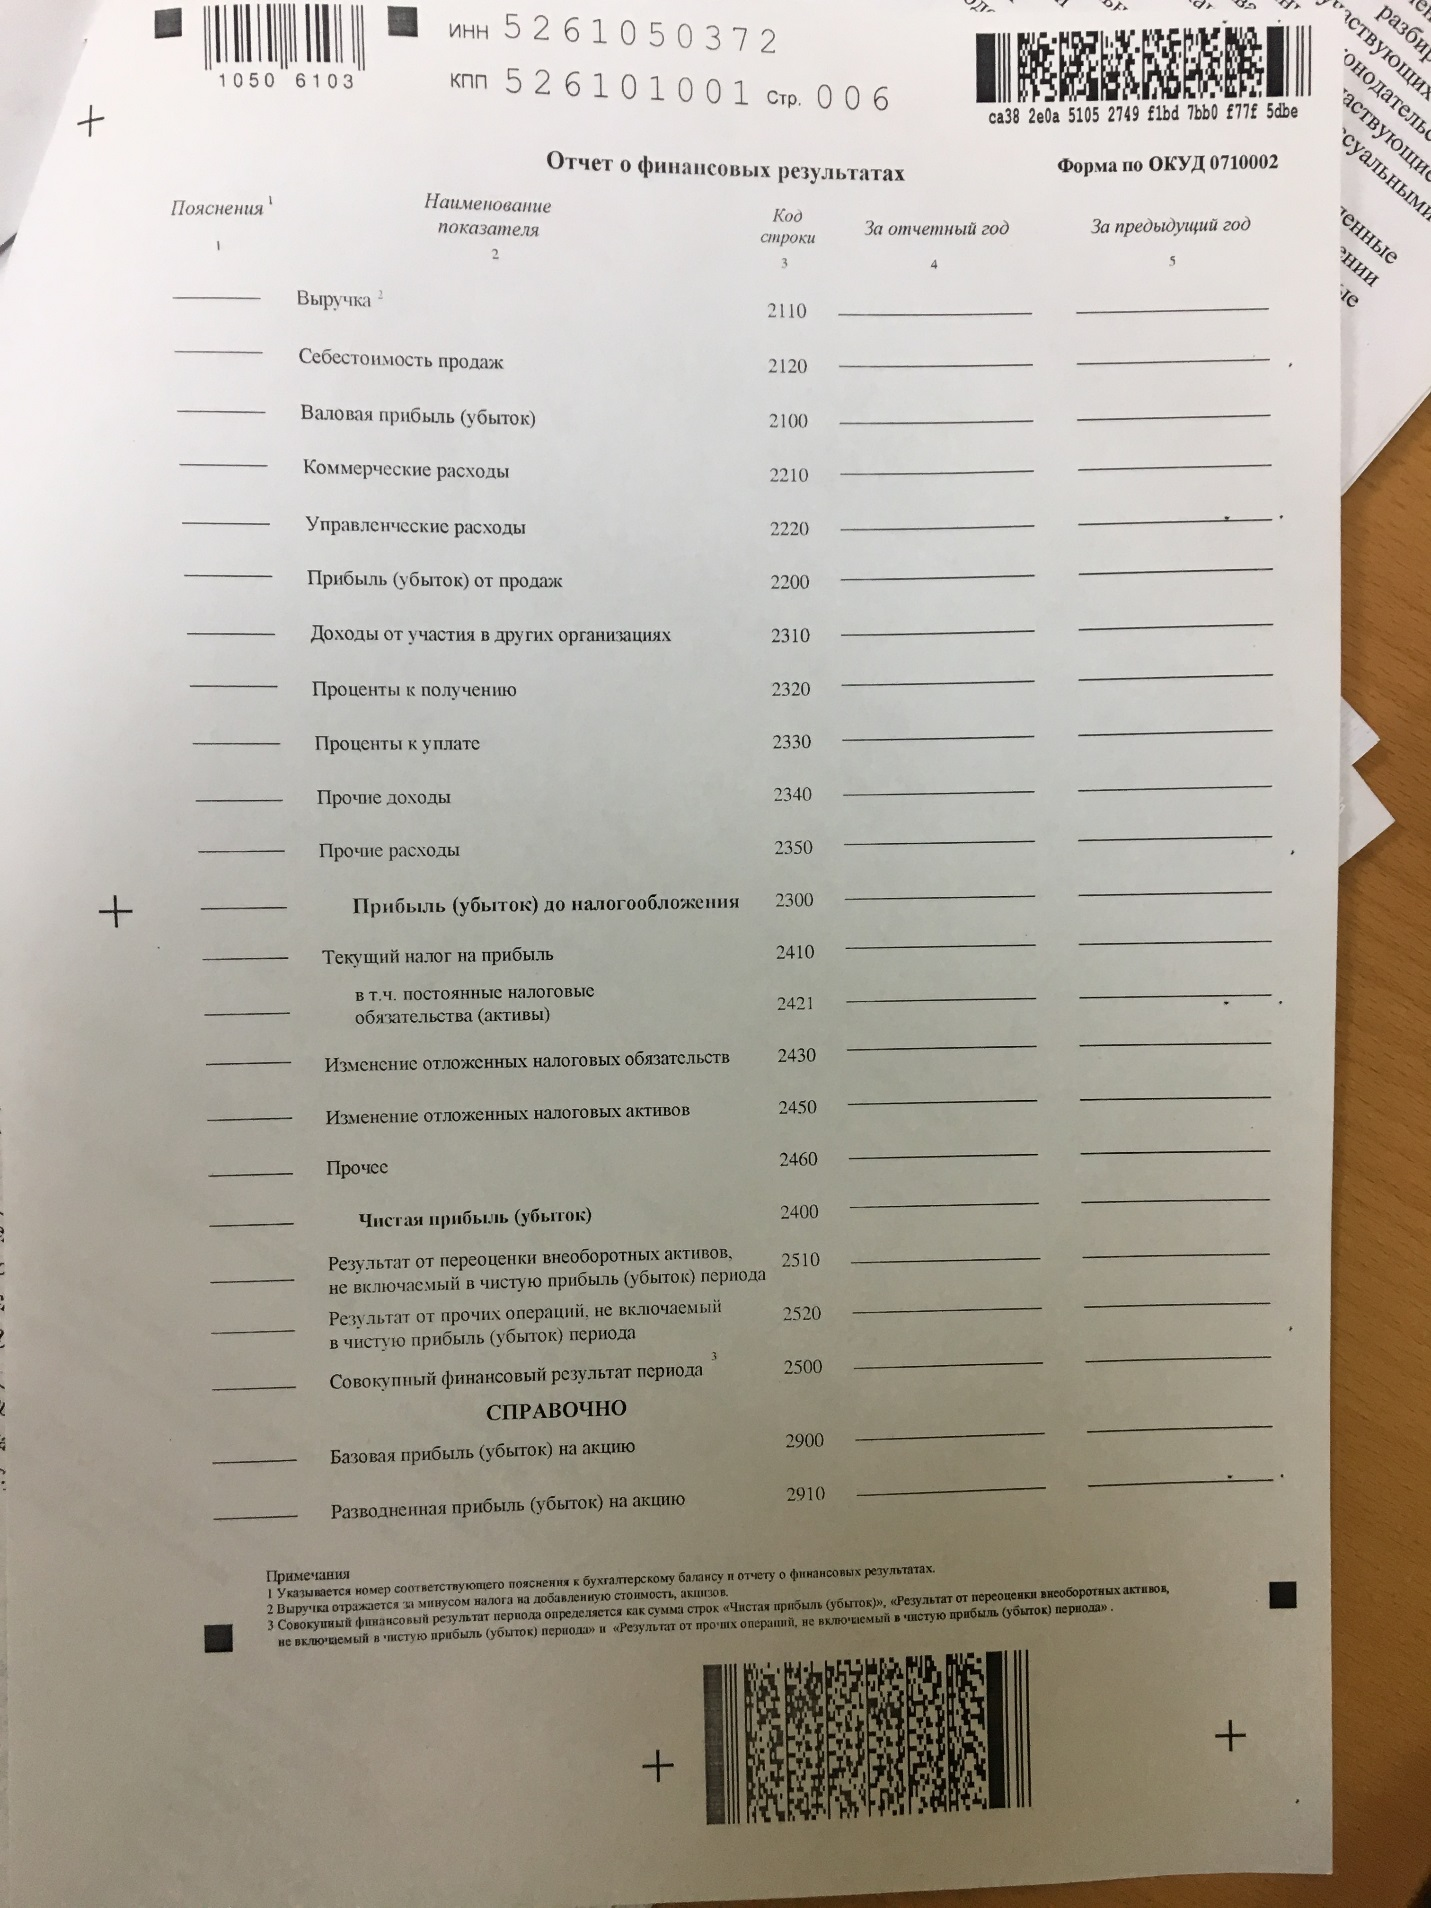 1050 6103
ИНН 5261050372
КПП 526101001 Стр. 006
ca38 2e0a 5105 2749 f1bd 7bb0 f77f 5dbe
Отчет о финансовых результатах
Форма по ОКУД 0710002
Пояснения 1 Наименование показателя Код строки За отчетный год За предыдущий год
1 2 3 4 5
Выручка 2 2110
Себестоимость продаж 2120
Валовая прибыль (убыток) 2100
Коммерческие расходы 2210
Управленческие расходы 2220
Прибыль (убыток) от продаж 2200
Доходы от участия в других организациях 2310
Проценты к получению 2320
Проценты к уплате 2330
Прочие доходы 2340
Прочие расходы 2350
Прибыль (убыток) до налогообложения 2300
Текущий налог на прибыль 2410
в т.ч. постоянные налоговые
обязательства (активы) 2421
Изменение отложенных налоговых обязательств 2430
Изменение отложенных налоговых активов 2450
Прочее 2460
Чистая прибыль (убыток) 2400
Результат от переоценки внеоборотных активов,
не включаемый в чистую прибыль (убыток) периода 2510
Результат от прочих операций, не включаемый
в чистую прибыль (убыток) периода 2520
Совокупный финансовый результат периода 3 2500
СПРАВОЧНО
Базовая прибыль (убыток) на акцию 2900
Разводненная прибыль (убыток) на акцию 2910
Примечания
1 Указывается номер соответствующего пояснения к бухгалтерскому балансу и отчету о финансовых результатах.
2 Выручка отражается за минусом налога на добавленную стоимость, акцизов.
3 Совокупный финансовый результат периода определяется как сумма строк «Чистая прибыль (убыток)», «Результат от переоценки внеоборотных активов,
не включаемый в чистую прибыль (убыток) периода» и «Результат от прочих операций, не включаемый в чистую прибыль (убыток) периода» .